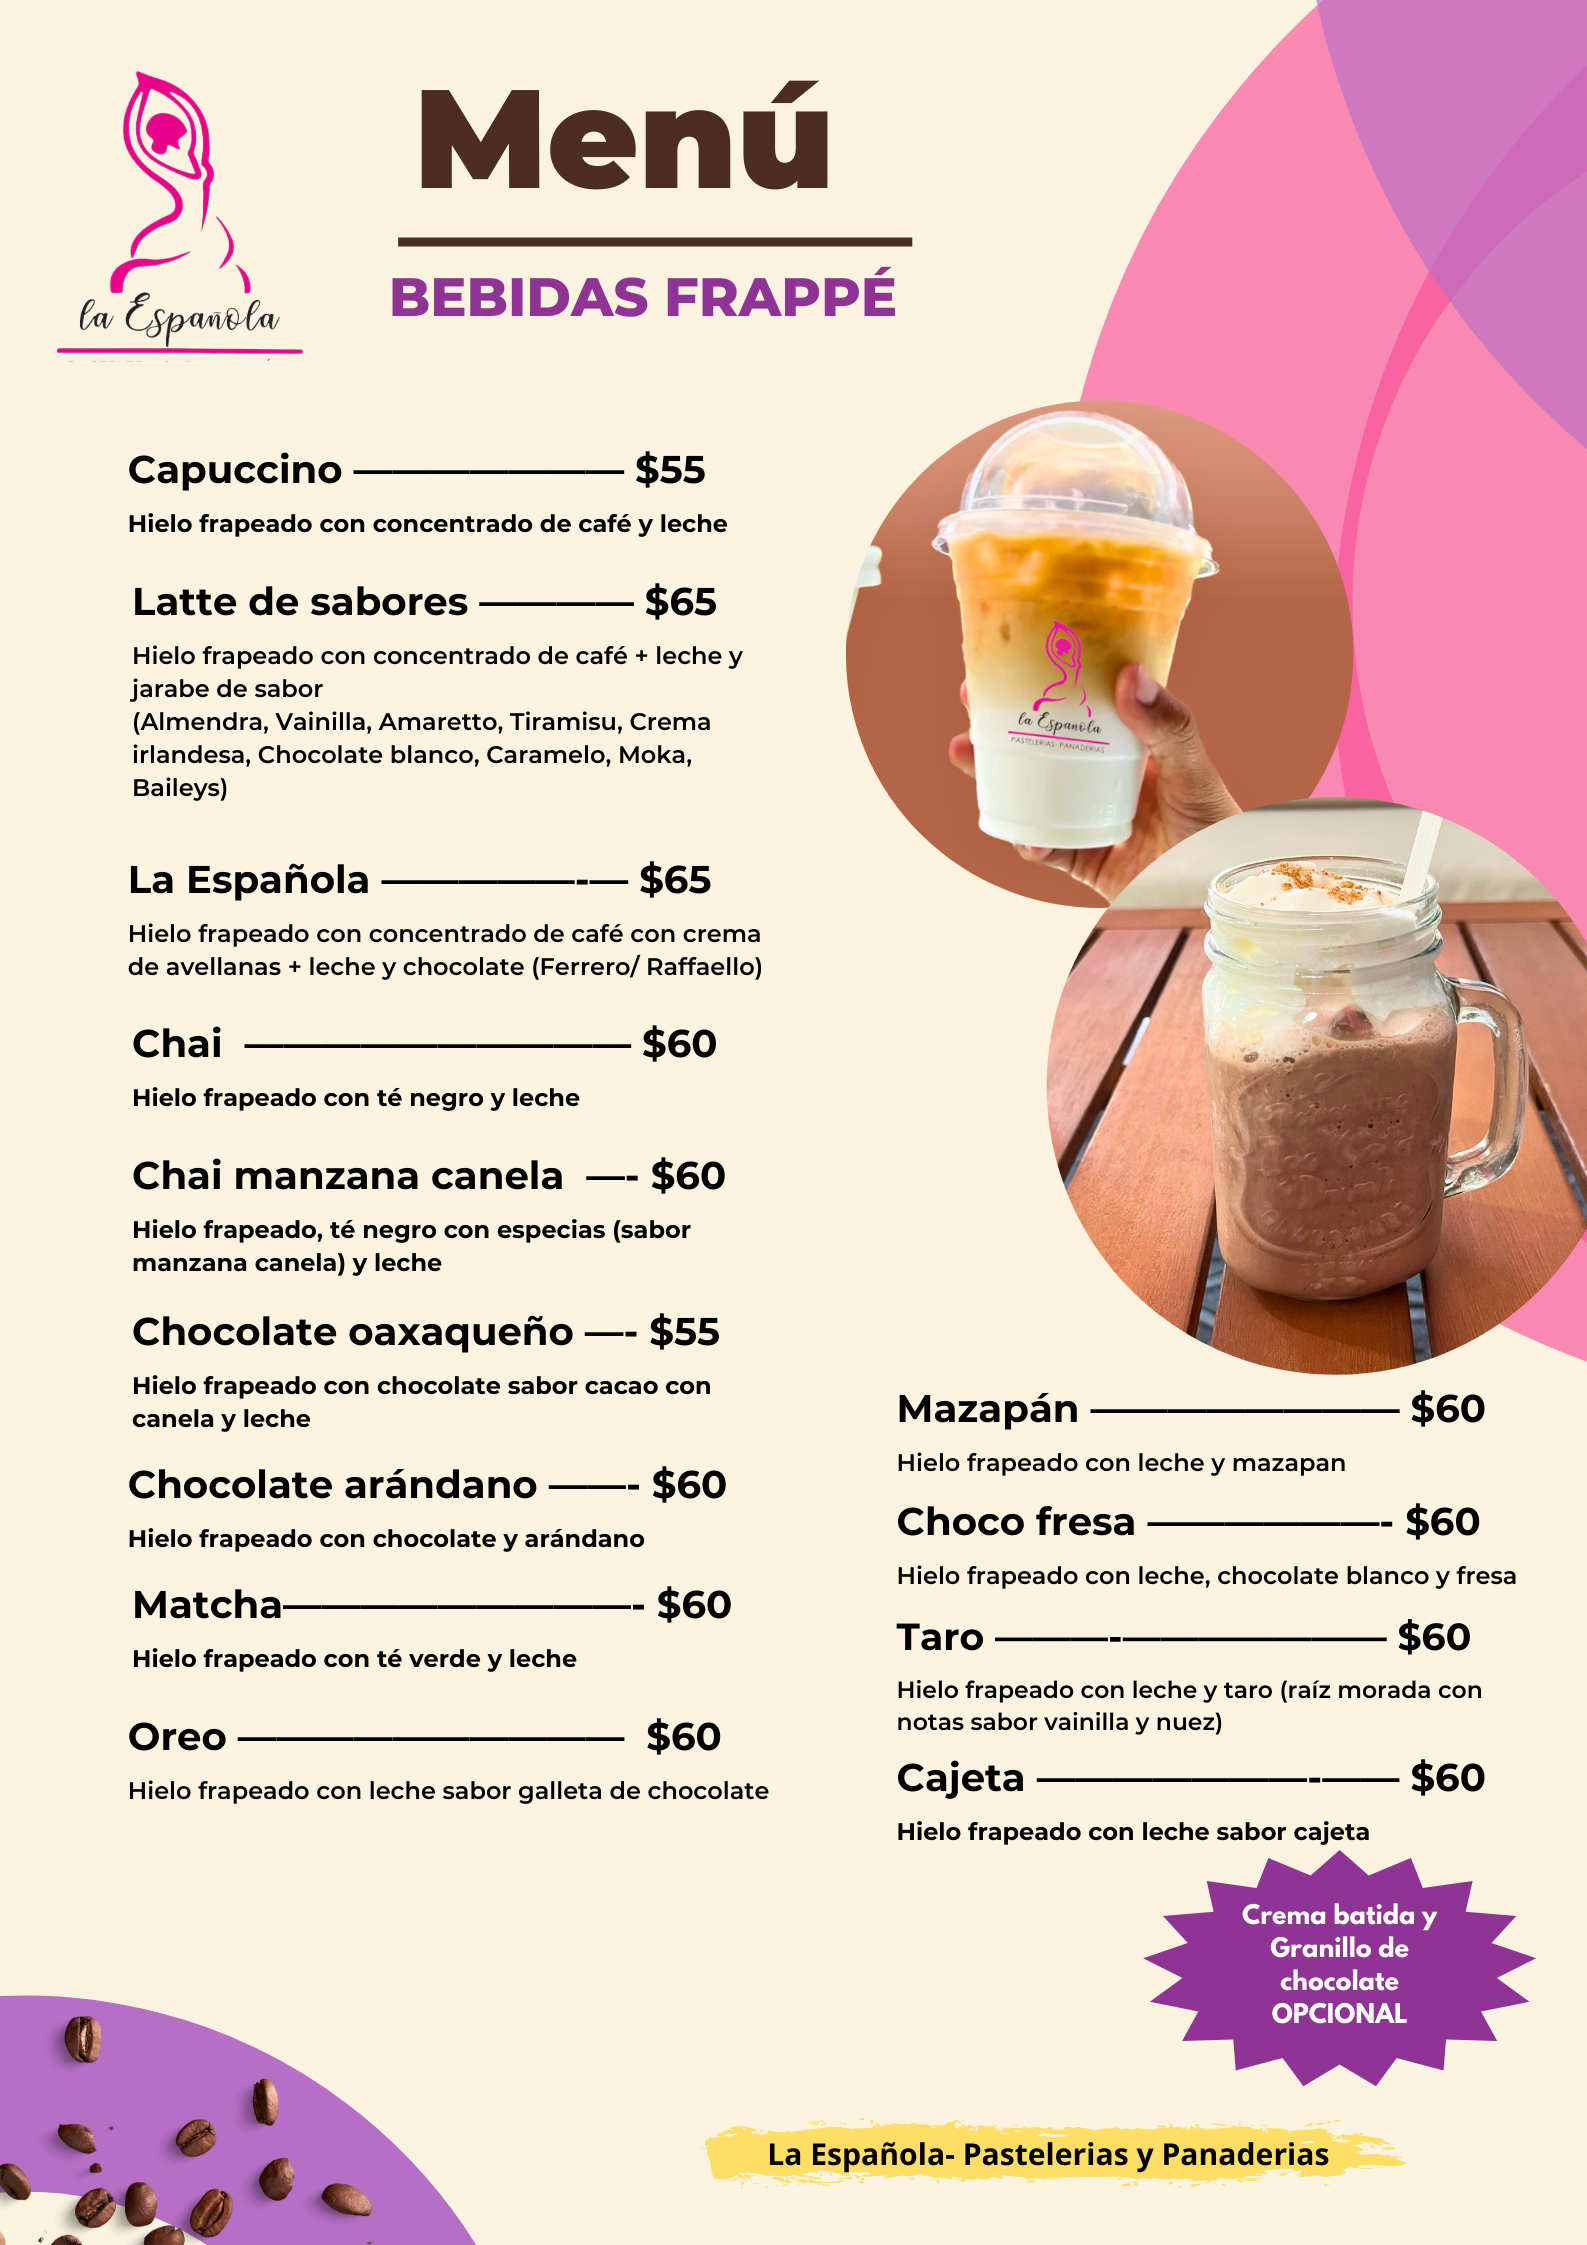 la Española
Menú
BEBIDAS FRAPPÉ
Capuccino ——————— $55
Hielo frapeado con concentrado de café y leche
Latte de sabores ———— $65
Hielo frapeado con concentrado de café + leche y
jarabe de sabor
(Almendra, Vainilla, Amaretto, Tiramisu, Crema
irlandesa, Chocolate blanco, Caramelo, Moka,
Baileys)
La Española —————-— $65
Hielo frapeado con concentrado de café con crema
de avellanas + leche y chocolate (Ferrero/ Raffaello)
Chai —————————— $60
Hielo frapeado con té negro y leche
Chai manzana canela —- $60
Hielo frapeado, té negro con especias (sabor
manzana canela) y leche
Chocolate oaxaqueño —- $55
Hielo frapeado con chocolate sabor cacao con
canela y leche
Chocolate arándano ——- $60
Hielo frapeado con chocolate y arándano
Matcha—————————- $60
Hielo frapeado con té verde y leche
Oreo —————————— $60
Hielo frapeado con leche sabor galleta de chocolate
la Española
PASTELERIAS- PANADERIAS
Mazapán ———————— $60
Hielo frapeado con leche y mazapan
Choco fresa ——————- $60
Hielo frapeado con leche, chocolate blanco y fresa
Taro ———-——————— $60
Hielo frapeado con leche y taro (raíz morada con
notas sabor vainilla y nuez)
Cajeta ———————-—— $60
Hielo frapeado con leche sabor cajeta
Crema batida y
Granillo de
chocolate
OPCIONAL
La Española- Pastelerias y Panaderias